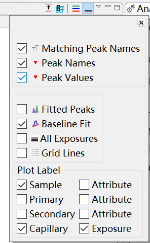 Ana
Matching Peak Names
Peak Names
Peak Values
Fitted Peaks
Baseline Fit
All Exposures
Grid Lines
Plot Label
Sample Attribute
Primary Attribute
Secondary Attribute
Capillary Exposure